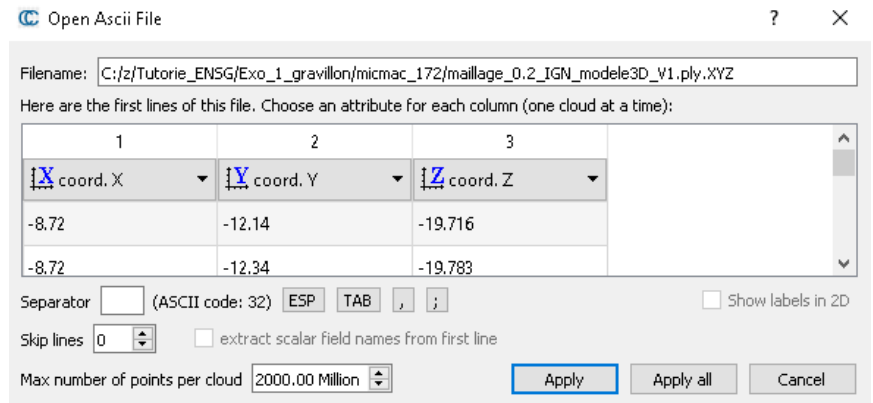 Open Ascii File ?
Filename: C:/z/Tutorie_ENSG/Exo_1_gravillon/micmac_172/maillage_0.2_IGN_modele3D_V1.ply.XYZ
Here are the first lines of this file. Choose an attribute for each column (one cloud at a time):
1 2 3
X coord. X Y coord. Y Z coord. Z
-8.72 -12.14 -19.716
-8.72 -12.34 -19.783
Separator (ASCII code: 32) ESP TAB , ; Show labels in 2D
Skip lines 0 extract scalar field names from first line
Max number of points per cloud 2000.00 Million Apply Apply all Cancel